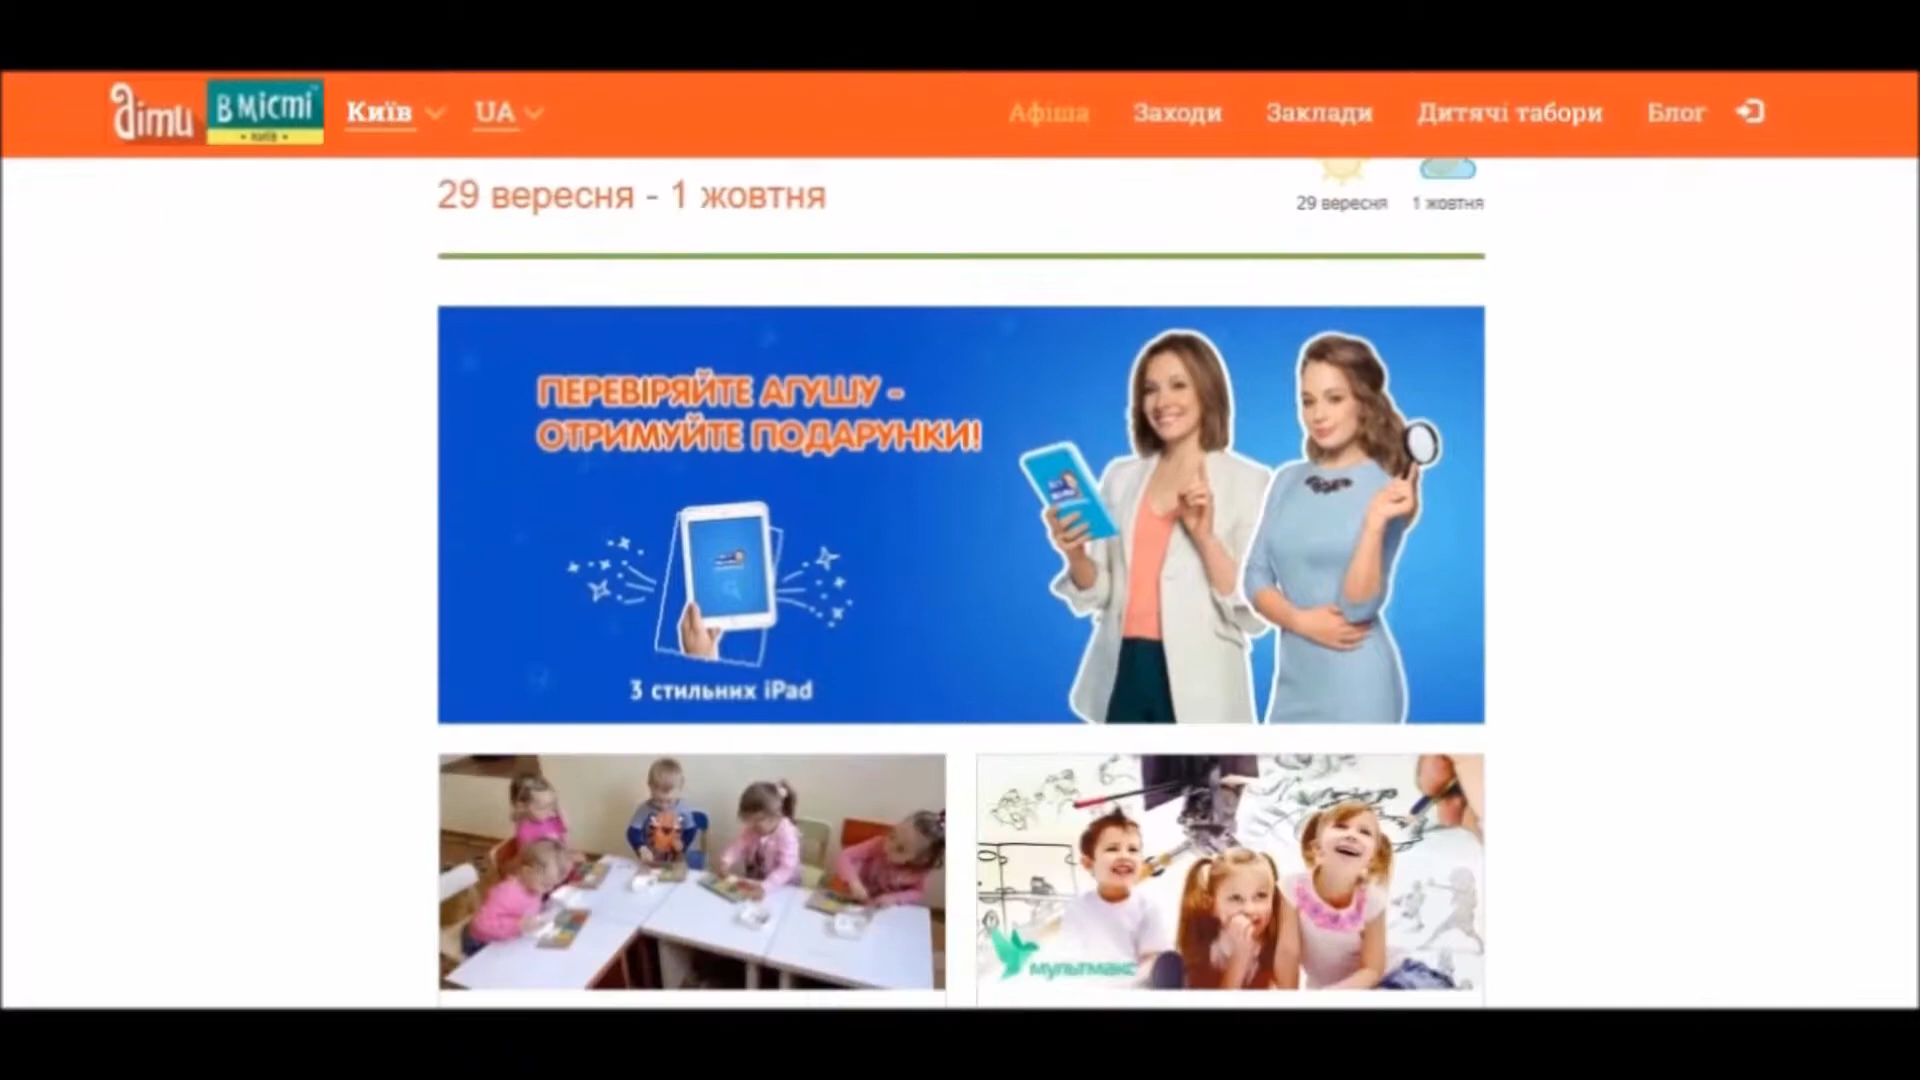 діти
в місті
• КИЇВ •
Київ
UA
Афіша
Заходи
Заклади
Дитячі табори
Блог
29 вересня - 1 жовтня
29 вересня
1 жовтня
ПЕРЕВІРЯЙТЕ АГУШУ -
ОТРИМУЙТЕ ПОДАРУНКИ!
3 стильних iPad
мультмакс